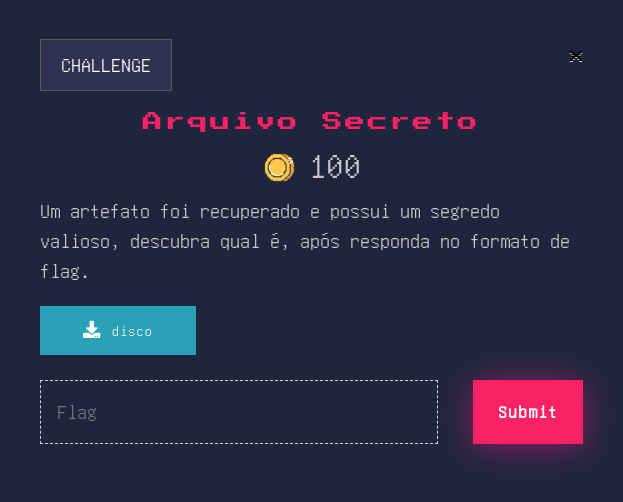 CHALLENGE
Arquivo Secreto
100
Um artefato foi recuperado e possui um segredo
valioso, descubra qual é, após responda no formato de
flag.
disco
Flag
Submit